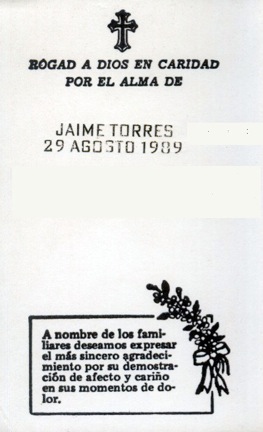 ROGAD A DIOS EN CARIDAD
POR EL ALMA DE
JAIME TORRES
29 AGOSTO 1989
A nombre de los fami-
liares deseamos expresar
el más sincero agradeci-
miento por su demostra-
ción de afecto y cariño
en sus momentos de do-
lor.